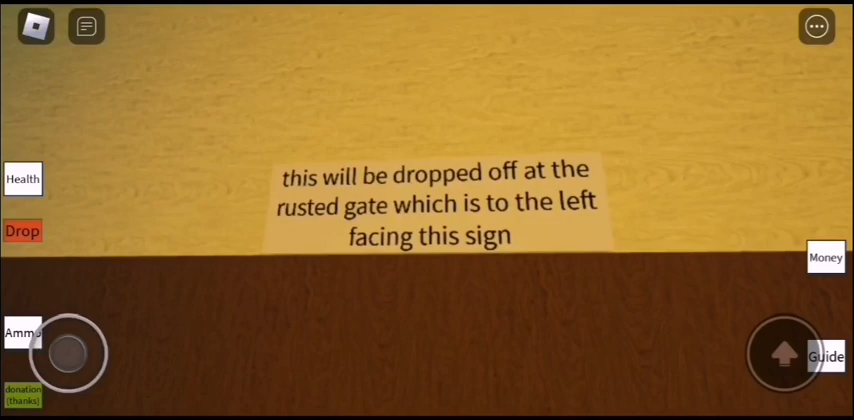 Health
Drop
Ammo
donation
(thanks)
this will be dropped off at the
rusted gate which is to the left
facing this sign
Money
Guide